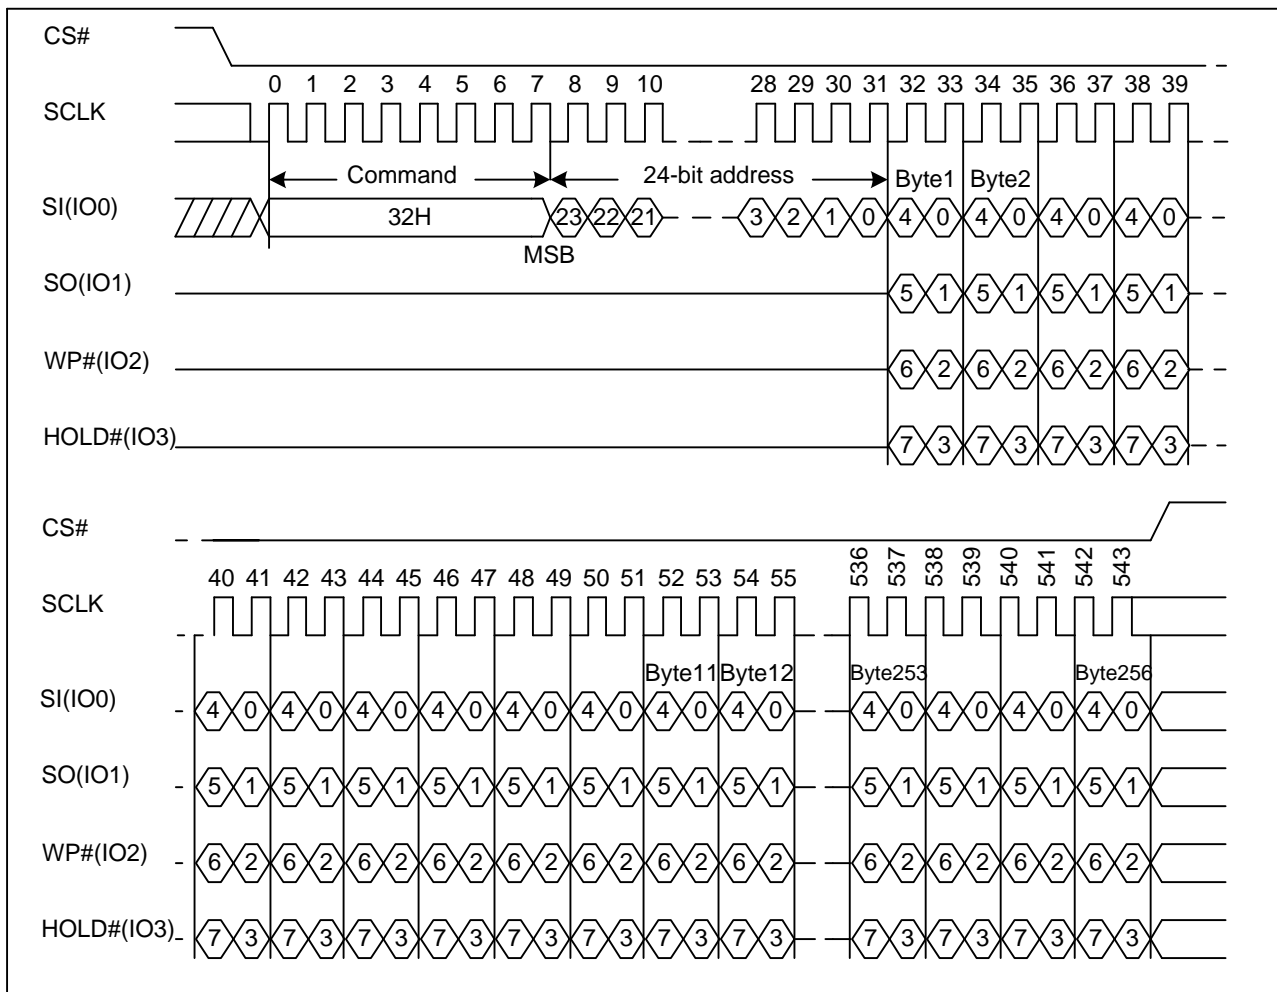 CS#
0 1 2 3 4 5 6 7 8 9 10 28 29 30 31 32 33 34 35 36 37 38 39
SCLK
Command 24-bit address Byte1 Byte2
SI(IO0) 32H 23 22 21 3 2 1 0 4 0 4 0 4 0 4 0
MSB
SO(IO1) 5 1 5 1 5 1 5 1
WP#(IO2) 6 2 6 2 6 2 6 2
HOLD#(IO3) 7 3 7 3 7 3 7 3
CS#
40 41 42 43 44 45 46 47 48 49 50 51 52 53 54 55 536 537 538 539 540 541 542 543
SCLK
Byte11 Byte12 Byte253 Byte256
SI(IO0) 4 0 4 0 4 0 4 0 4 0 4 0 4 0 4 0 4 0 4 0 4 0 4 0
SO(IO1) 5 1 5 1 5 1 5 1 5 1 5 1 5 1 5 1 5 1 5 1 5 1 5 1
WP#(IO2) 6 2 6 2 6 2 6 2 6 2 6 2 6 2 6 2 6 2 6 2 6 2 6 2
HOLD#(IO3) 7 3 7 3 7 3 7 3 7 3 7 3 7 3 7 3 7 3 7 3 7 3 7 3